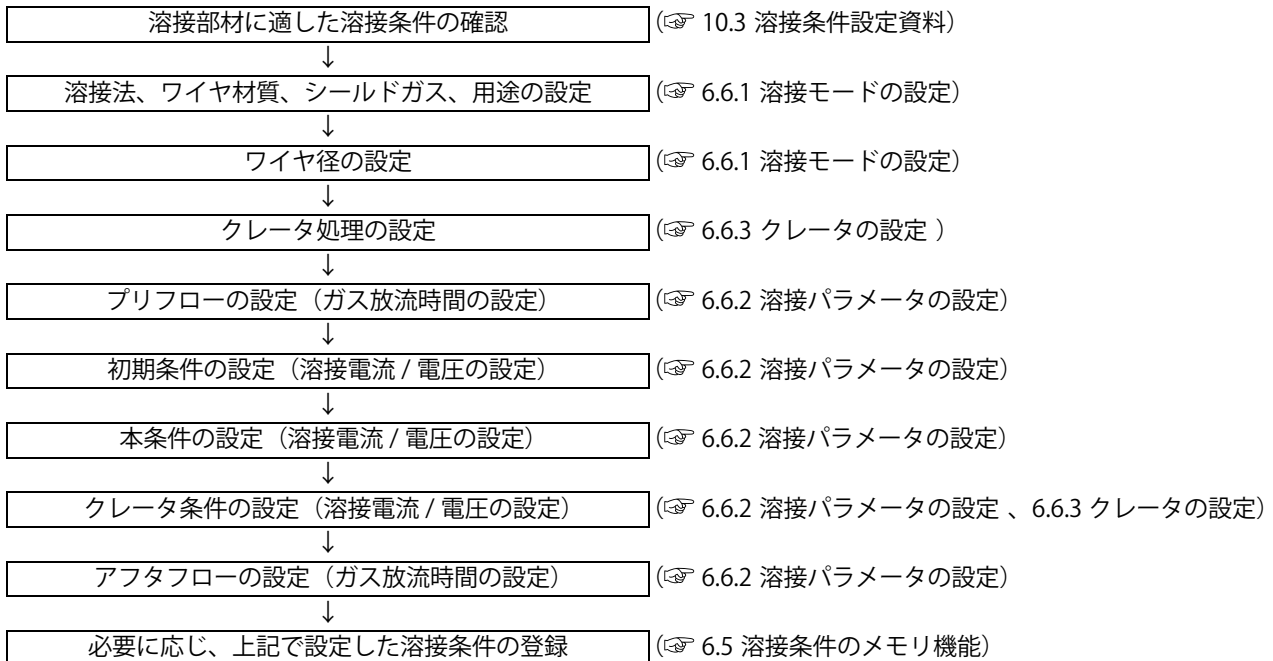 溶接部材に適した溶接条件の確認 (☞ 10.3 溶接条件設定資料)
↓
溶接法、ワイヤ材質、シールドガス、用途の設定 (☞ 6.6.1 溶接モードの設定)
↓
ワイヤ径の設定 (☞ 6.6.1 溶接モードの設定)
↓
クレータ処理の設定 (☞ 6.6.3 クレータの設定 )
↓
プリフローの設定(ガス放流時間の設定) (☞ 6.6.2 溶接パラメータの設定)
↓
初期条件の設定(溶接電流 / 電圧の設定) (☞ 6.6.2 溶接パラメータの設定)
↓
本条件の設定(溶接電流 / 電圧の設定) (☞ 6.6.2 溶接パラメータの設定)
↓
クレータ条件の設定(溶接電流 / 電圧の設定) (☞ 6.6.2 溶接パラメータの設定 、6.6.3 クレータの設定)
↓
アフタフローの設定(ガス放流時間の設定) (☞ 6.6.2 溶接パラメータの設定)
↓
必要に応じ、上記で設定した溶接条件の登録 (☞ 6.5 溶接条件のメモリ機能)